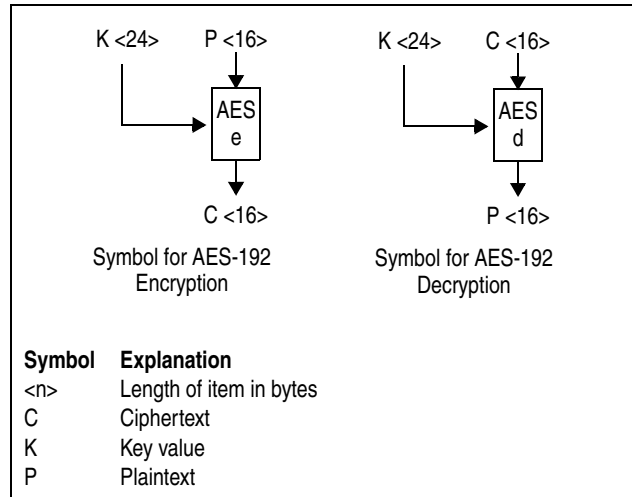 K <24> P <16>
AES
e
C <16>
Symbol for AES-192
Encryption
K <24> C <16>
AES
d
P <16>
Symbol for AES-192
Decryption
Symbol Explanation
<n> Length of item in bytes
C Ciphertext
K Key value
P Plaintext